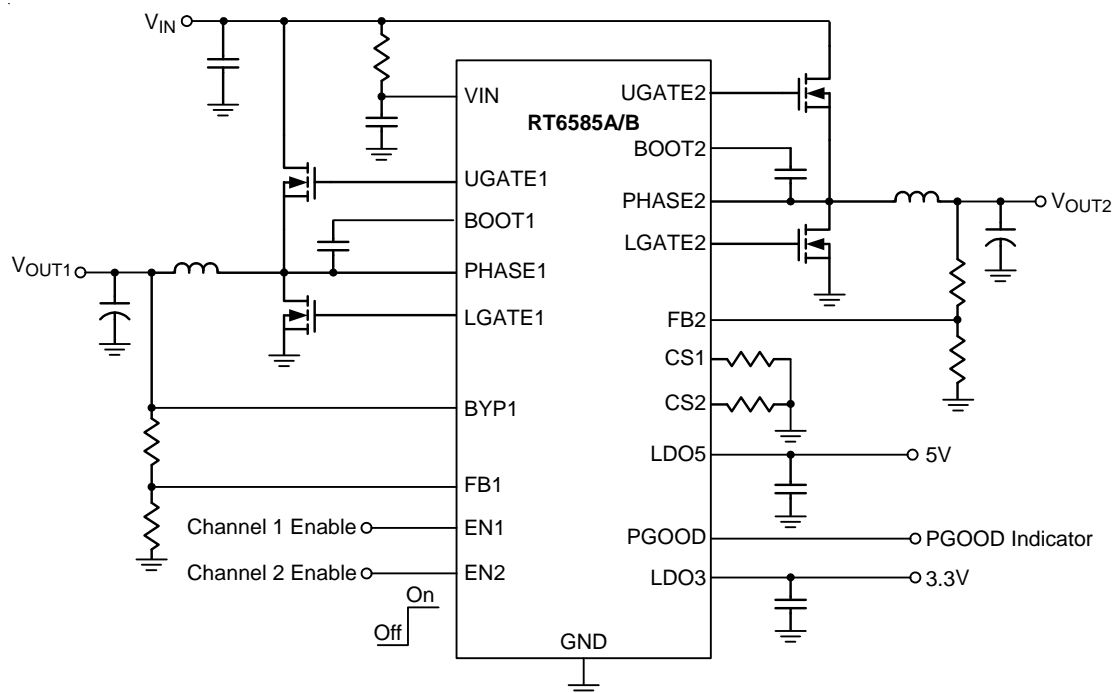 VIN
VIN
RT6585A/B
UGATE2
BOOT2
UGATE1
PHASE2
VOUT2
BOOT1
LGATE2
VOUT1
PHASE1
LGATE1
FB2
CS1
CS2
BYP1
LDO5
5V
FB1
Channel 1 Enable
EN1
PGOOD
PGOOD Indicator
Channel 2 Enable
EN2
LDO3
3.3V
On
Off
GND